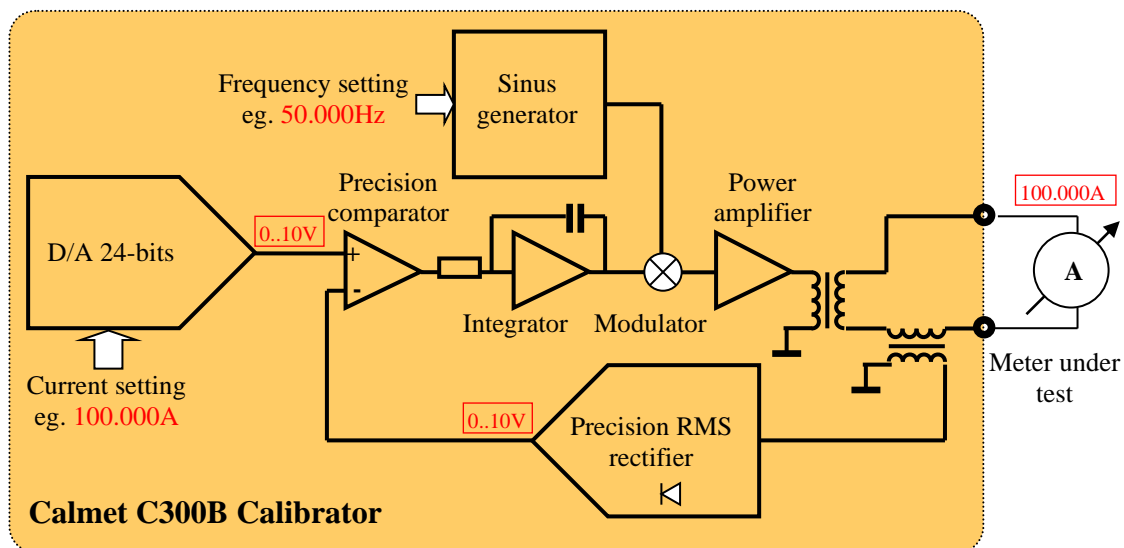 Frequency setting
eg. 50.000Hz
Sinus
generator
D/A 24-bits
0..10V
Precision
comparator
+
-
Integrator
Modulator
Power
amplifier
100.000A
A
Meter under
test
Current setting
eg. 100.000A
0..10V
Precision RMS
rectifier
Calmet C300B Calibrator